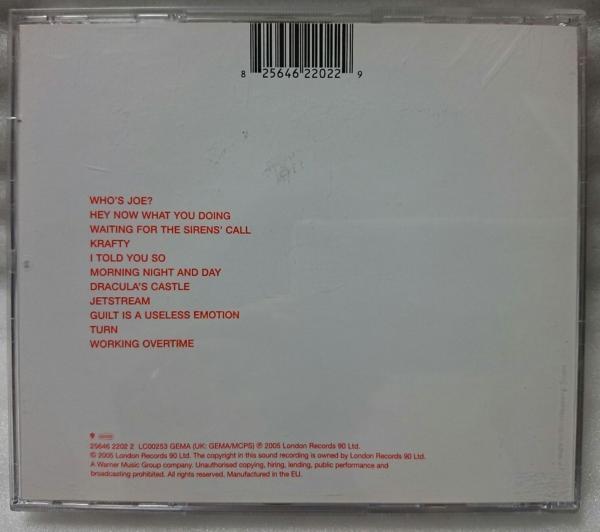 8 25646 22022 9
WHO'S JOE?
HEY NOW WHAT YOU DOING
WAITING FOR THE SIRENS' CALL
KRAFTY
I TOLD YOU SO
MORNING NIGHT AND DAY
DRACULA'S CASTLE
JETSTREAM
GUILT IS A USELESS EMOTION
TURN
WORKING OVERTIME
25646 2202 2 LC00253 GEMA (UK: GEMA/MCPS) ℗ 2005 London Records 90 Ltd.
© 2005 London Records 90 Ltd. The copyright in this sound recording is owned by London Records 90 Ltd.
A Warner Music Group company. Unauthorised copying, hiring, lending, public performance and
broadcasting prohibited. All rights reserved. Manufactured in the EU.